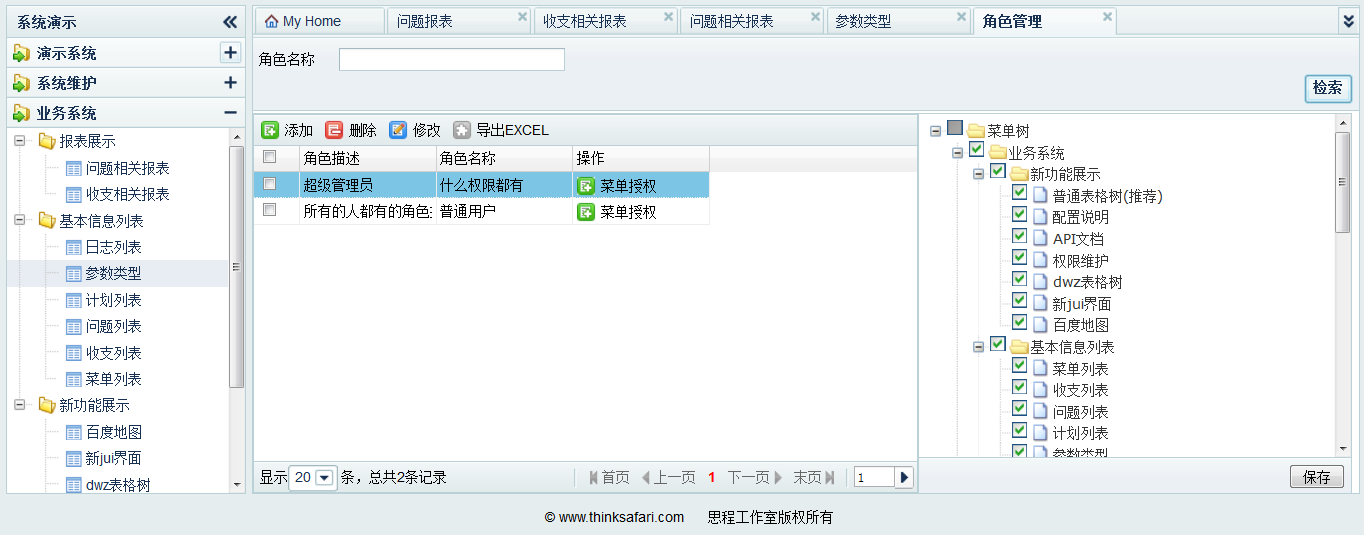 系统演示
演示系统
系统维护
业务系统
报表展示
问题相关报表
收支相关报表
基本信息列表
日志列表
参数类型
计划列表
问题列表
收支列表
菜单列表
新功能展示
百度地图
新jui界面
dwz表格树
My Home 问题报表 收支相关报表 问题相关报表 参数类型 角色管理
角色名称
检索
添加 删除 修改 导出EXCEL
角色描述 角色名称 操作
超级管理员 什么权限都有 菜单授权
所有的人都有的角色 普通用户 菜单授权
显示 20 条，总共2条记录 首页 上一页 1 下一页 末页 1
菜单树
业务系统
新功能展示
普通表格树(推荐)
配置说明
API文档
权限维护
dwz表格树
新jui界面
百度地图
基本信息列表
菜单列表
收支列表
问题列表
计划列表
参数类型
保存
© www.thinksafari.com 思程工作室版权所有